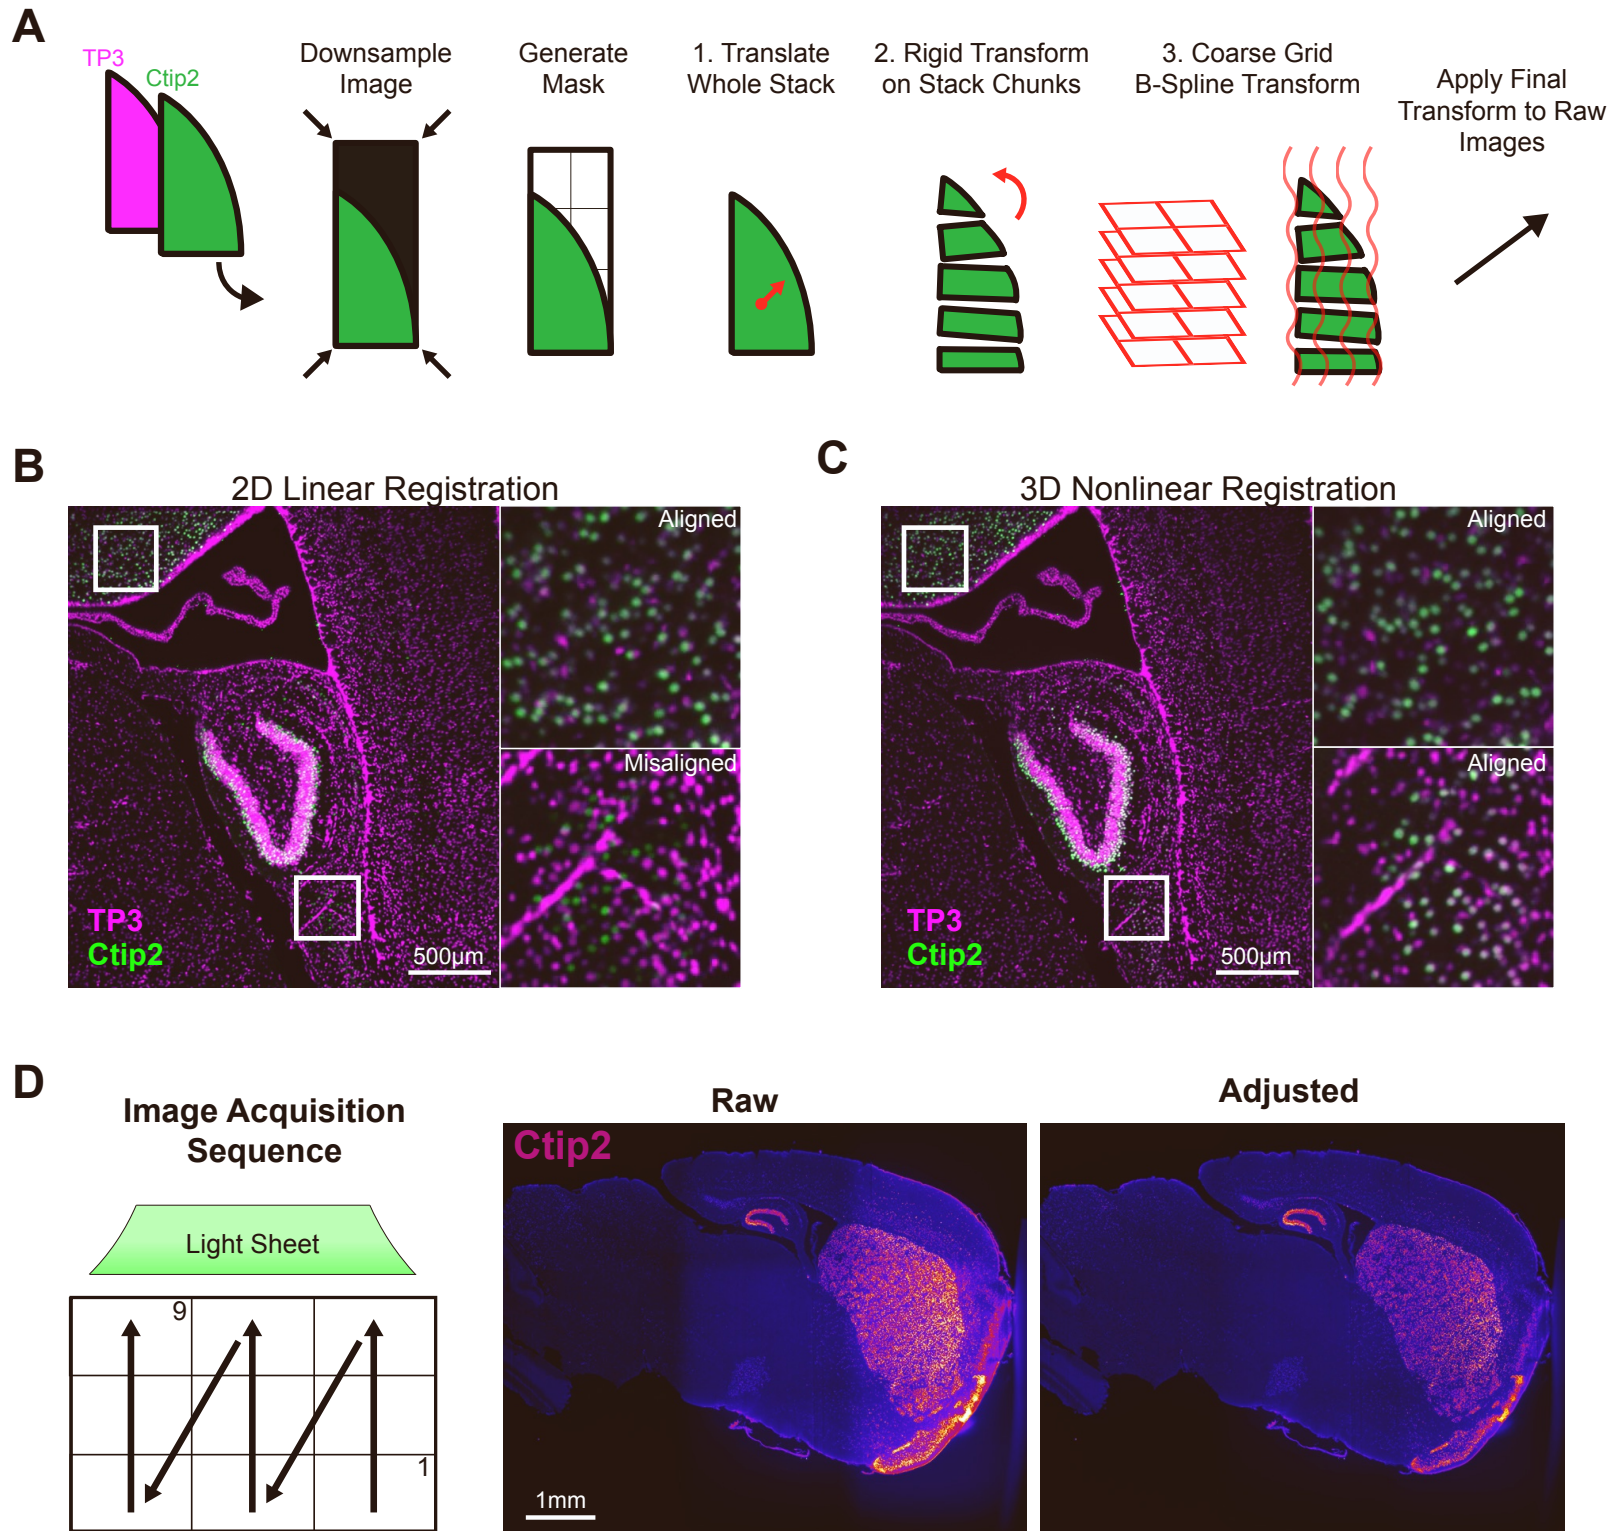 A
TP3
Ctip2
Downsample
Image
Generate
Mask
1. Translate
Whole Stack
2. Rigid Transform
on Stack Chunks
3. Coarse Grid
B-Spline Transform
Apply Final
Transform to Raw
Images
B
2D Linear Registration
Aligned
Misaligned
TP3
Ctip2
500µm
C
3D Nonlinear Registration
Aligned
Aligned
TP3
Ctip2
500µm
D
Image Acquisition
Sequence
Light Sheet
9
1
Raw
Ctip2
1mm
Adjusted